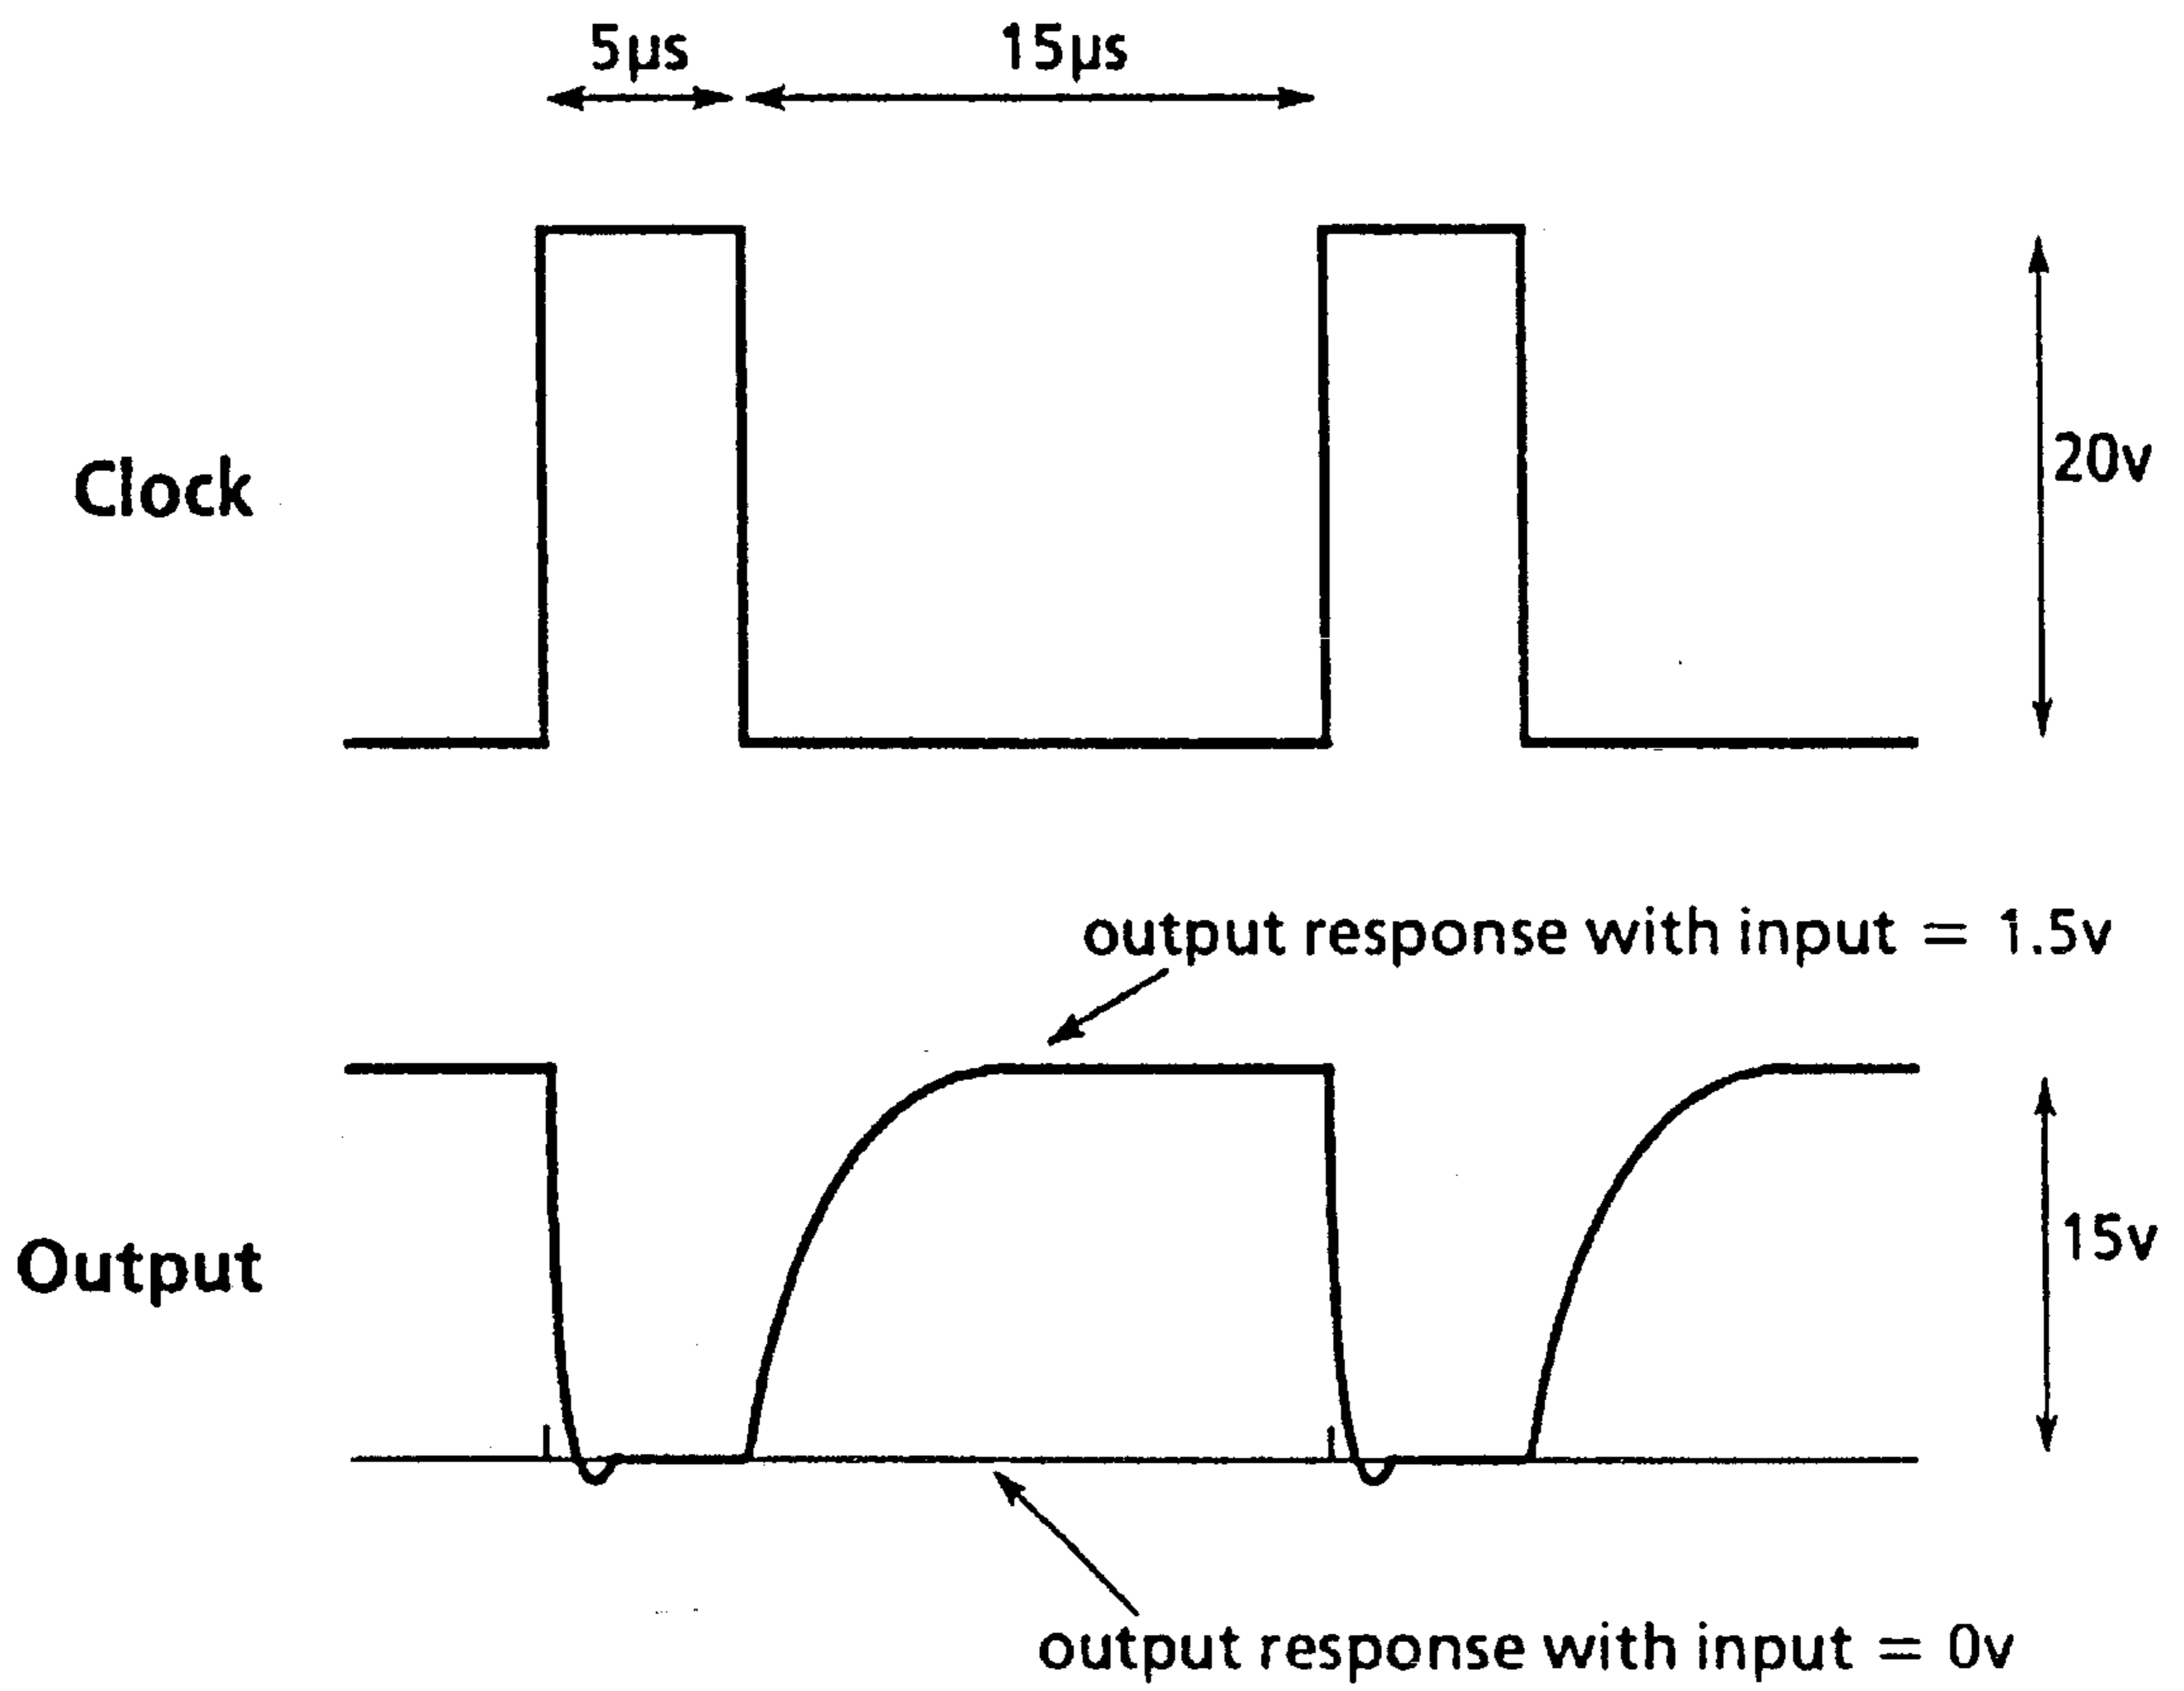 5μs
15μs
Clock
20v
output response with input = 1.5v
Output
15v
output response with input = 0v